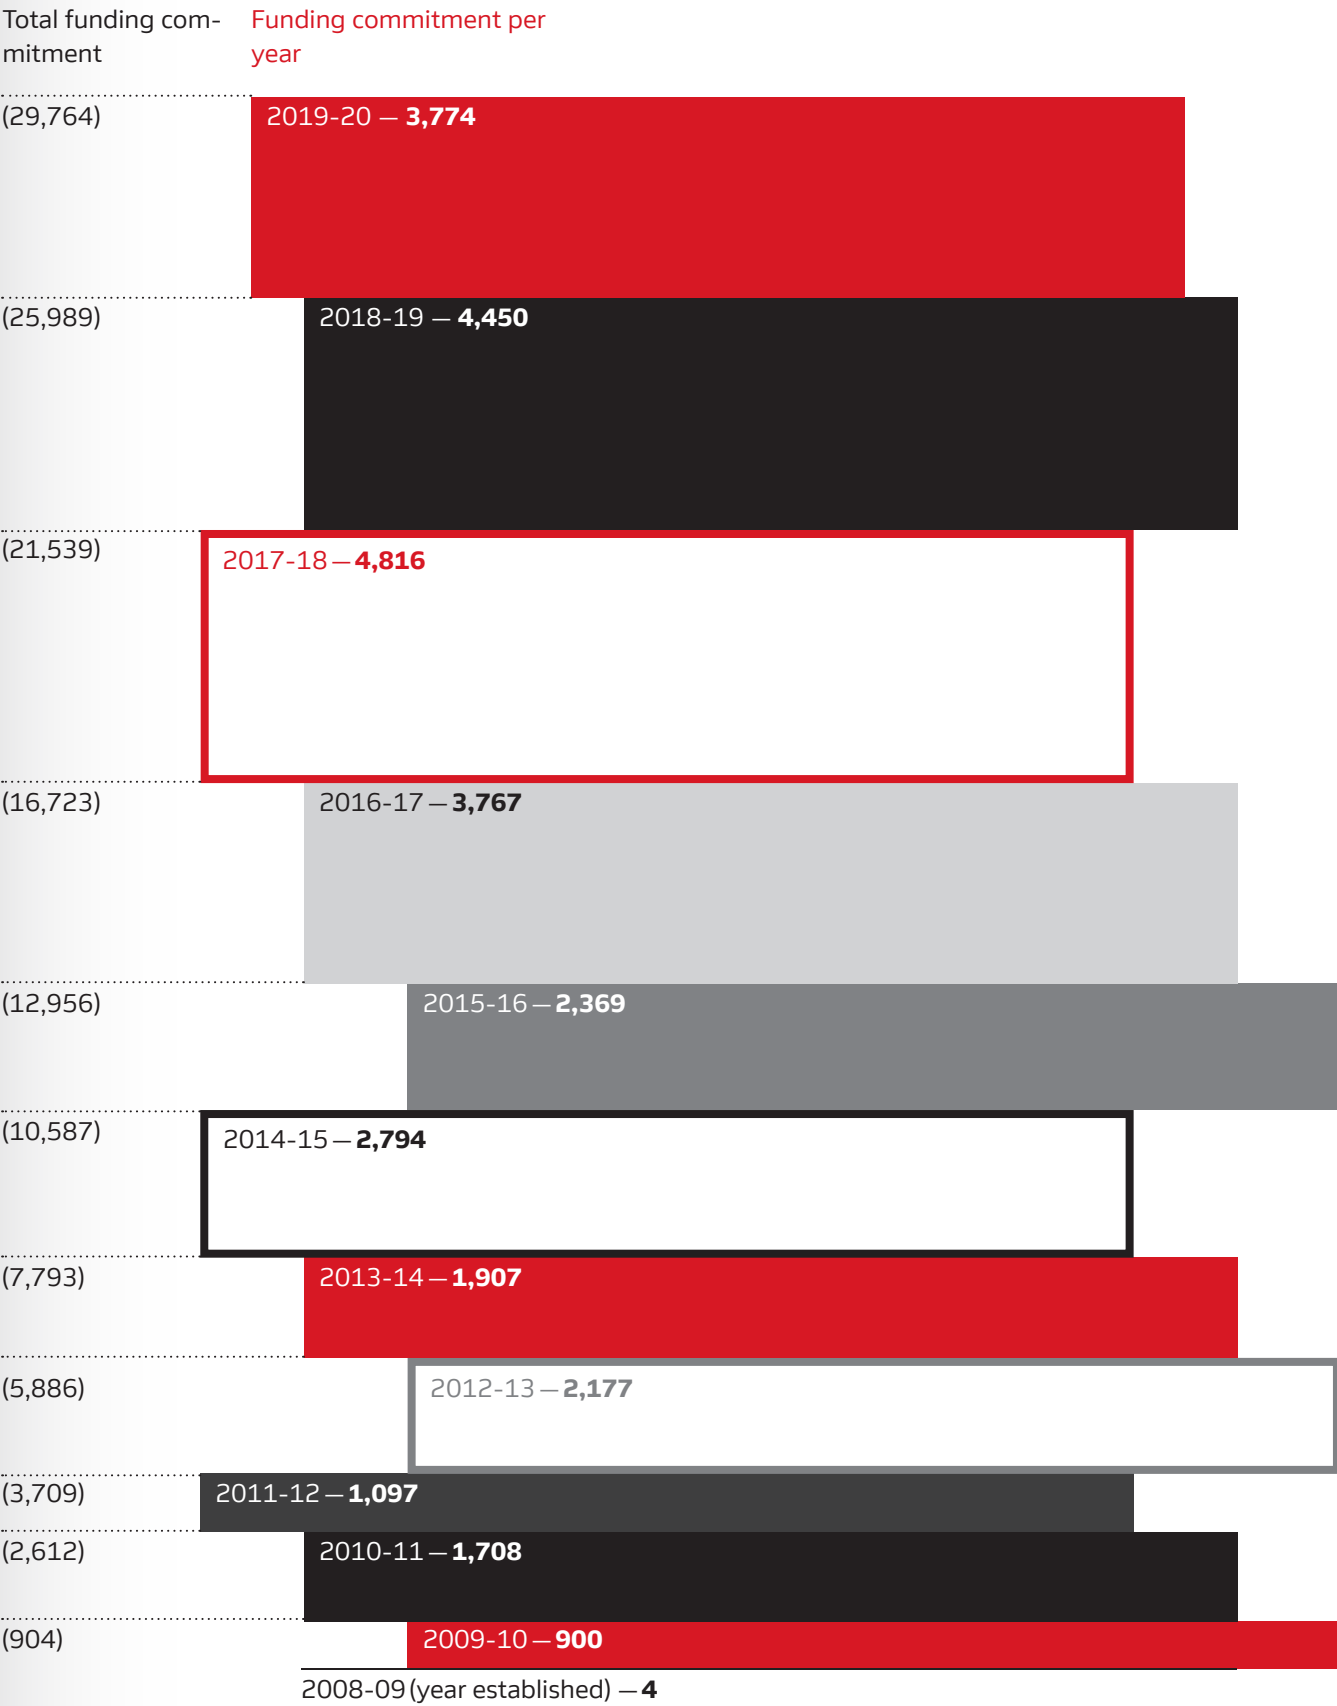 Total funding com-
mitment
Funding commitment per
year
(29,764)
2019-20 — 3,774
(25,989)
2018-19 — 4,450
(21,539)
2017-18 — 4,816
(16,723)
2016-17 — 3,767
(12,956)
2015-16 — 2,369
(10,587)
2014-15 — 2,794
(7,793)
2013-14 — 1,907
(5,886)
2012-13 — 2,177
(3,709)
2011-12 — 1,097
(2,612)
2010-11 — 1,708
(904)
2009-10 — 900
2008-09 (year established) — 4